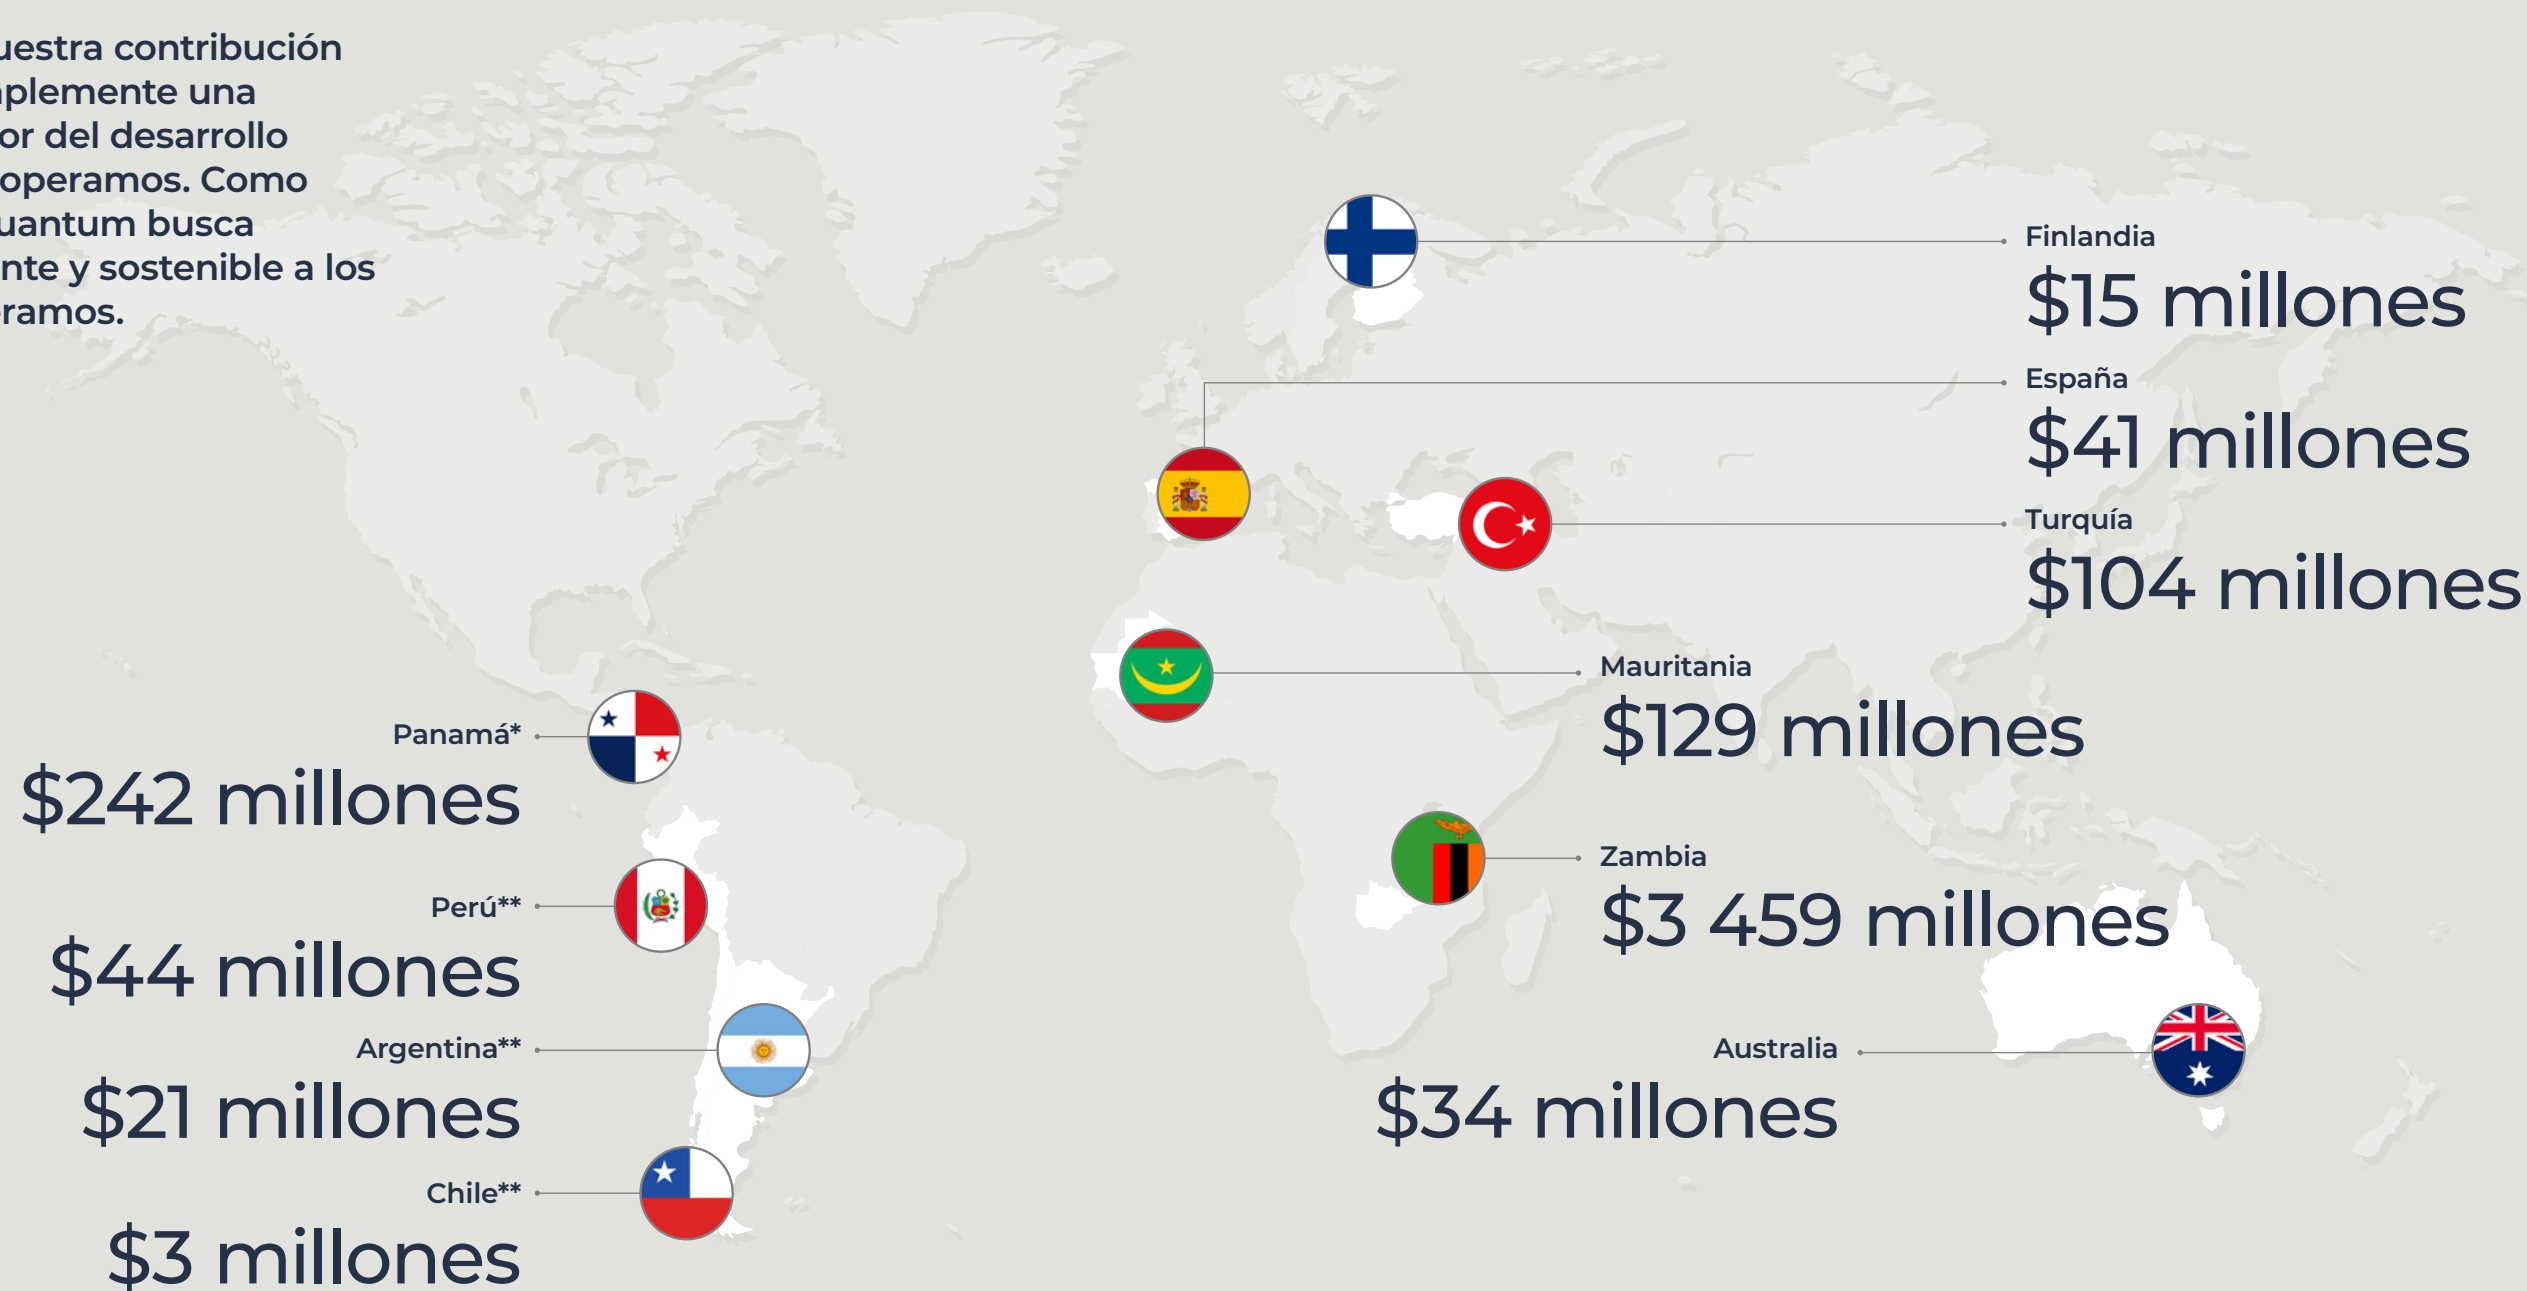 uestra contribución
plemente una
or del desarrollo
operamos. Como
uantum busca
nte y sostenible a los
ramos.
Finlandia
$15 millones
España
$41 millones
Turquía
$104 millones
Mauritania
$129 millones
Panamá*
$242 millones
Zambia
$3 459 millones
Perú**
$44 millones
Argentina**
$21 millones
Australia
$34 millones
Chile**
$3 millones